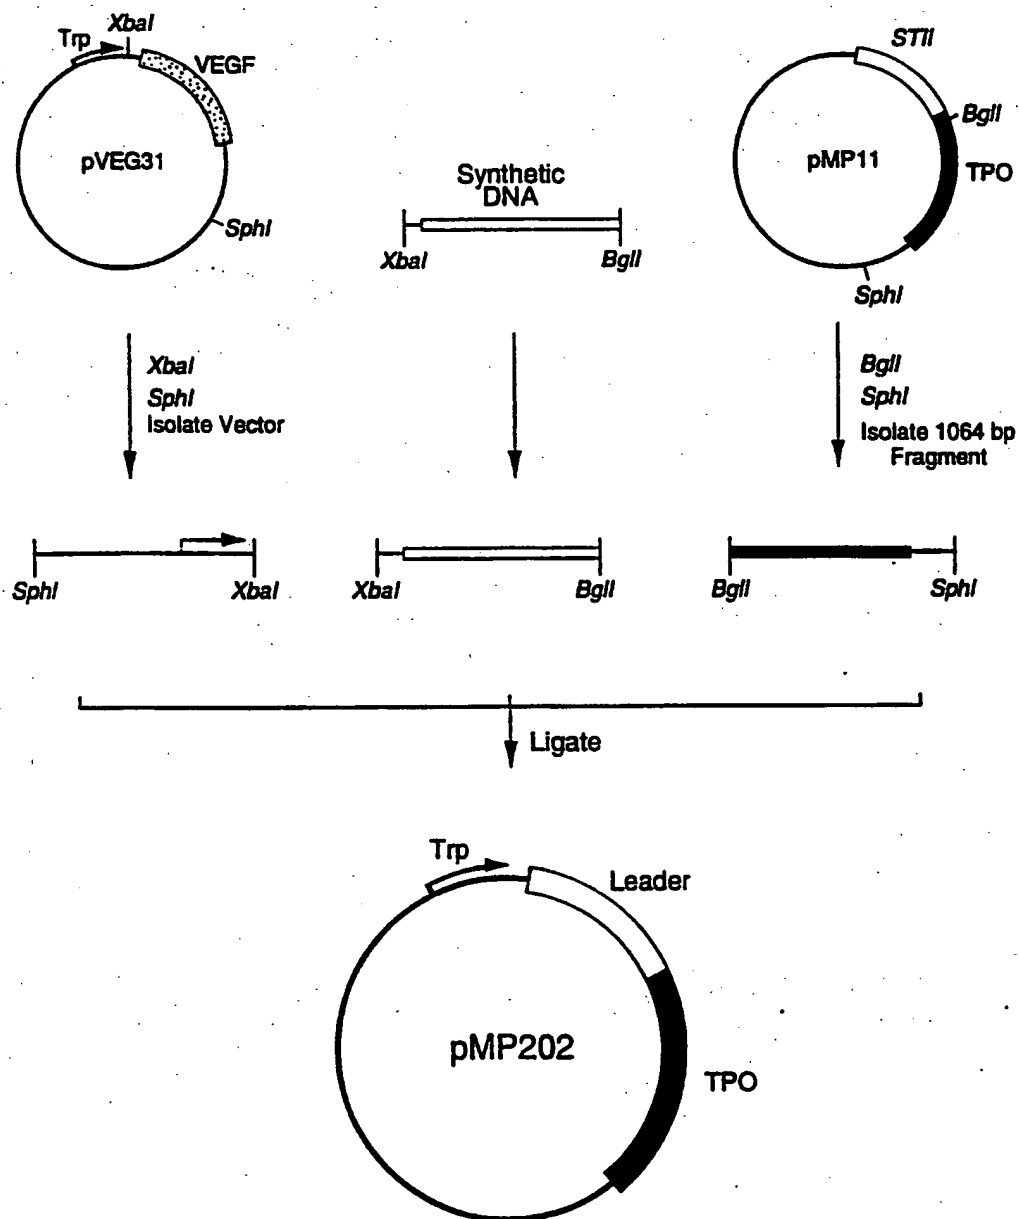 XbaI
Trp
VEGF
pVEG31
SphI
Synthetic
DNA
XbaI
BglI
STII
BglI
pMP11
TPO
SphI
XbaI
SphI
Isolate Vector
BglI
SphI
Isolate 1064 bp
Fragment
SphI
XbaI
XbaI
BglI
BglI
SphI
Ligate
Trp
Leader
pMP202
TPO